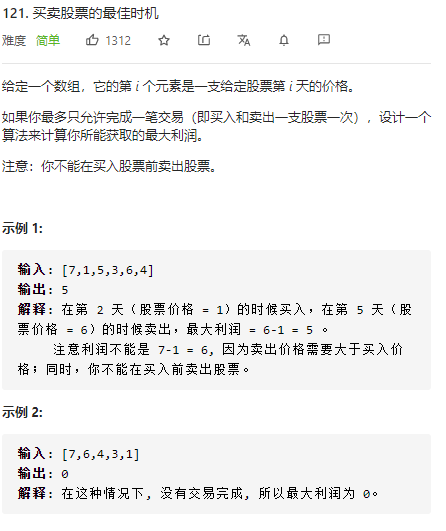 121. 买卖股票的最佳时机
难度 简单 1312
给定一个数组，它的第 i 个元素是一支给定股票第 i 天的价格。
如果你最多只允许完成一笔交易（即买入和卖出一支股票一次），设计一个
算法来计算你所能获取的最大利润。
注意：你不能在买入股票前卖出股票。
示例 1:
输入: [7,1,5,3,6,4]
输出: 5
解释: 在第 2 天（股票价格 = 1）的时候买入，在第 5 天（股
票价格 = 6）的时候卖出，最大利润 = 6-1 = 5 。
注意利润不能是 7-1 = 6, 因为卖出价格需要大于买入价
格；同时，你不能在买入前卖出股票。
示例 2:
输入: [7,6,4,3,1]
输出: 0
解释: 在这种情况下, 没有交易完成, 所以最大利润为 0。